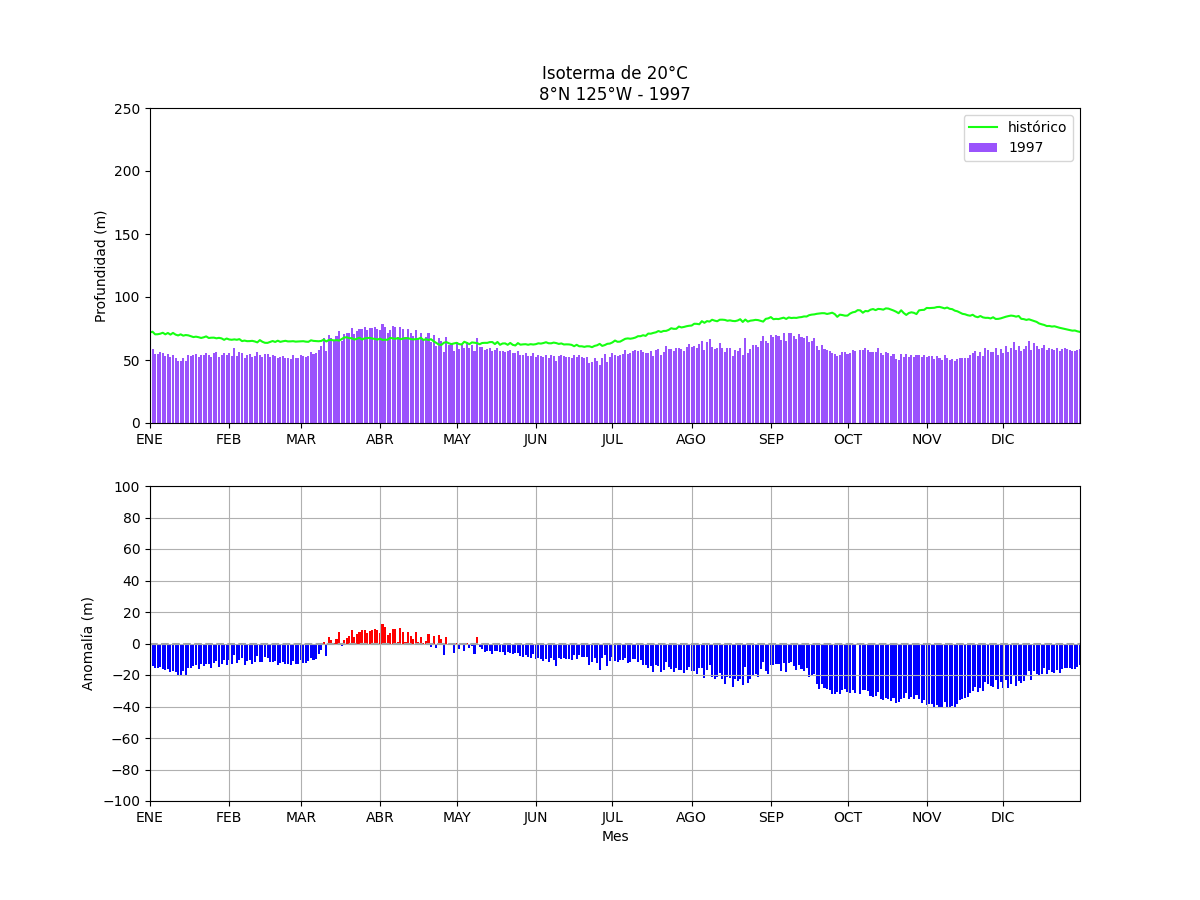 Isoterma de 20°C
8°N 125°W - 1997
histórico
1997
Profundidad (m)
250
200
150
100
50
0
ENE FEB MAR ABR MAY JUN JUL AGO SEP OCT NOV DIC
Anomalía (m)
100
80
60
40
20
0
−20
−40
−60
−80
−100
ENE FEB MAR ABR MAY JUN JUL AGO SEP OCT NOV DIC
Mes